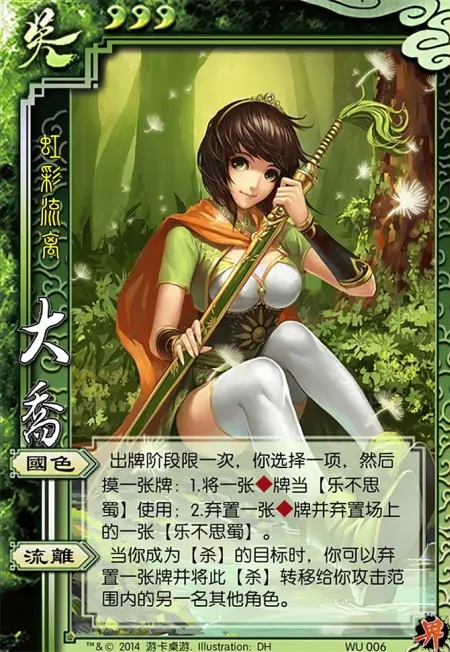 吴
虹彩流离
大喬
國色
出牌阶段限一次，你选择一项，然后
摸一张牌：1.将一张◆牌当【乐不思
蜀】使用；2.弃置一张◆牌并弃置场上
的一张【乐不思蜀】。
流離
当你成为【杀】的目标时，你可以弃
置一张牌并将此【杀】转移给你攻击范
围内的另一名其他角色。
™&© 2014 游卡桌游. Illustration: DH
WU 006
界